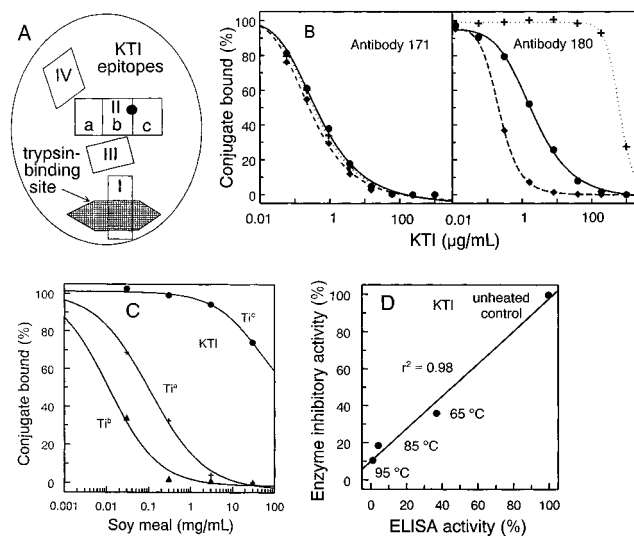 A
KTI
epitopes
IV
II
a b c
III
trypsin-
binding
site
I
B
Antibody 171
Antibody 180
Conjugate bound (%)
100
80
60
40
20
0
0.01 1 100 0.01 1 100
KTI (µg/mL)
C
KTI
Tiᶜ
Tiᵃ
Tiᵇ
Conjugate bound (%)
100
80
60
40
20
0
0.001 0.01 0.1 1 10 100
Soy meal (mg/mL)
D
KTI
unheated
control
r² = 0.98
65 °C
85 °C
95 °C
Enzyme inhibitory activity (%)
100
80
60
40
20
0
0 20 40 60 80 100
ELISA activity (%)